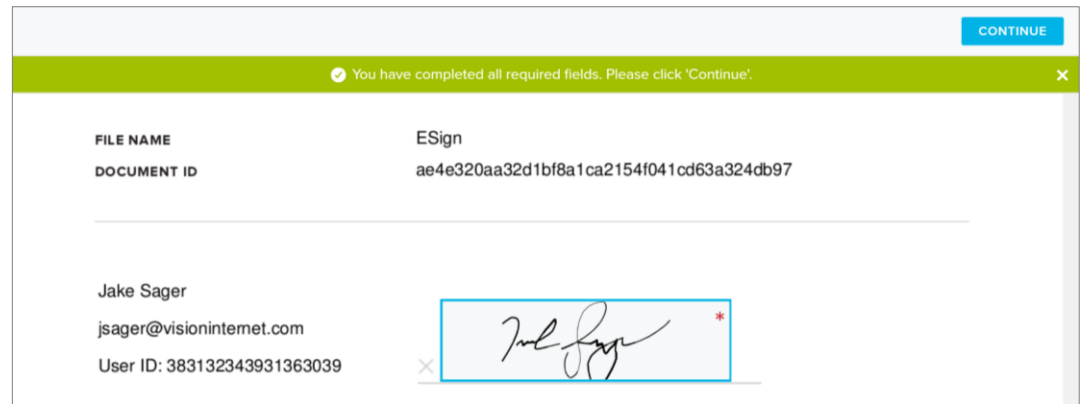 CONTINUE
You have completed all required fields. Please click 'Continue'.
FILE NAME ESign
DOCUMENT ID ae4e320aa32d1bf8a1ca2154f041cd63a324db97
Jake Sager
jsager@visioninternet.com
*
User ID: 383132343931363039